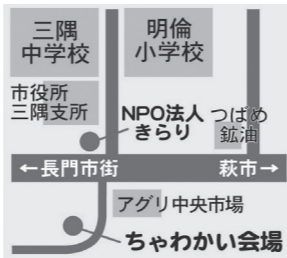 三隅
中学校
明倫
小学校
市役所
三隅支所
NPO法人
きらり
つばめ
鉱油
←長門市街
萩市→
アグリ中央市場
ちゃわかい会場